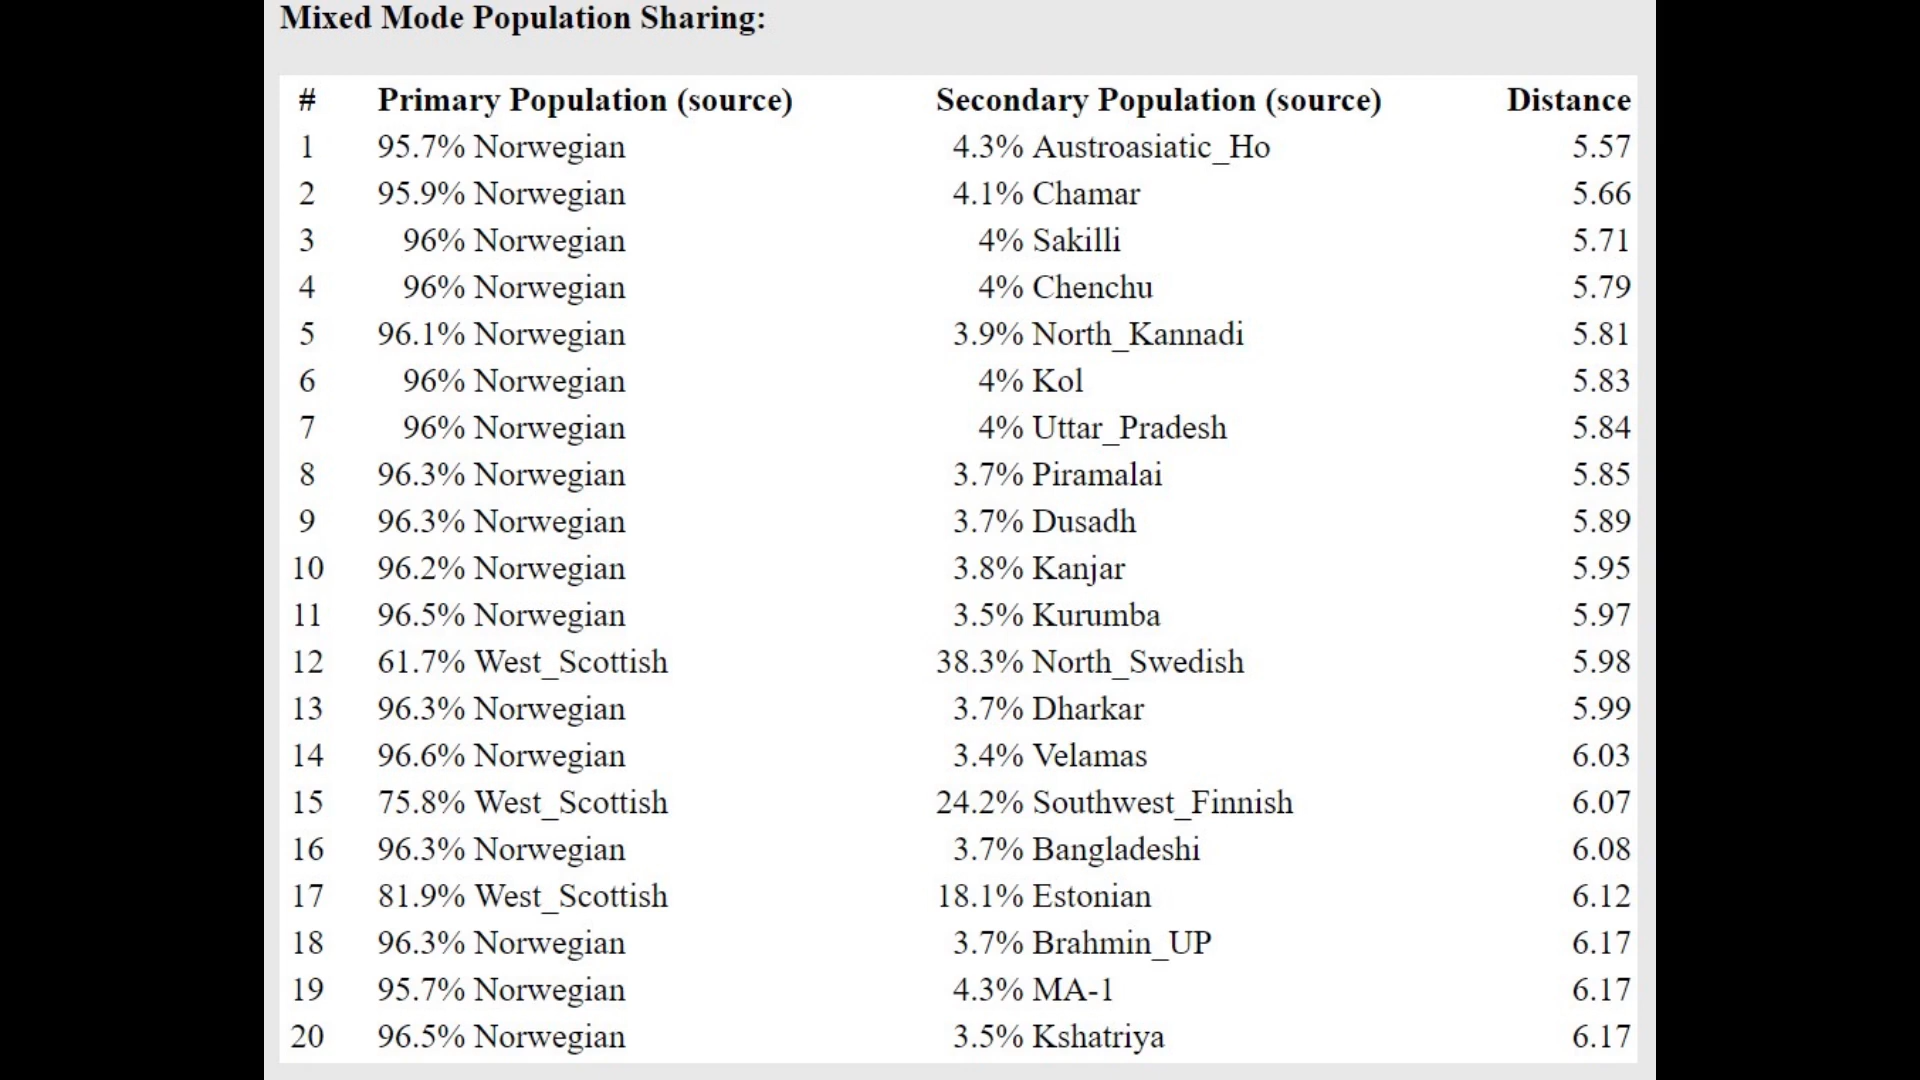 Mixed Mode Population Sharing:
# Primary Population (source) Secondary Population (source) Distance
1 95.7% Norwegian 4.3% Austroasiatic_Ho 5.57
2 95.9% Norwegian 4.1% Chamar 5.66
3 96% Norwegian 4% Sakilli 5.71
4 96% Norwegian 4% Chenchu 5.79
5 96.1% Norwegian 3.9% North_Kannadi 5.81
6 96% Norwegian 4% Kol 5.83
7 96% Norwegian 4% Uttar_Pradesh 5.84
8 96.3% Norwegian 3.7% Piramalai 5.85
9 96.3% Norwegian 3.7% Dusadh 5.89
10 96.2% Norwegian 3.8% Kanjar 5.95
11 96.5% Norwegian 3.5% Kurumba 5.97
12 61.7% West_Scottish 38.3% North_Swedish 5.98
13 96.3% Norwegian 3.7% Dharkar 5.99
14 96.6% Norwegian 3.4% Velamas 6.03
15 75.8% West_Scottish 24.2% Southwest_Finnish 6.07
16 96.3% Norwegian 3.7% Bangladeshi 6.08
17 81.9% West_Scottish 18.1% Estonian 6.12
18 96.3% Norwegian 3.7% Brahmin_UP 6.17
19 95.7% Norwegian 4.3% MA-1 6.17
20 96.5% Norwegian 3.5% Kshatriya 6.17